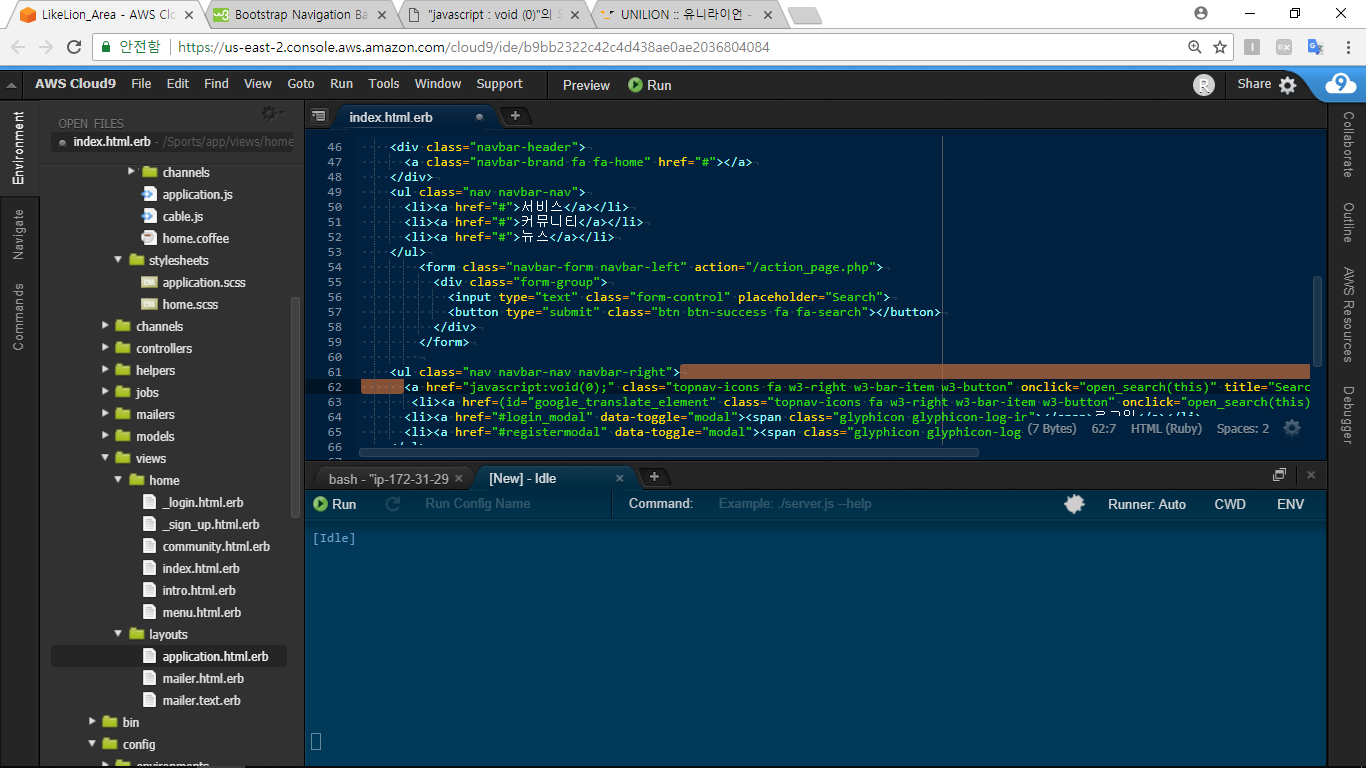 LikeLion_Area - AWS Clo
Bootstrap Navigation Ba
"javascript : void (0)"의
UNILION :: 유니라이언 -
안전함 https://us-east-2.console.aws.amazon.com/cloud9/ide/b9bb2322c42c4d438ae0ae2036804084
AWS Cloud9 File Edit Find View Goto Run Tools Window Support Preview Run R Share 9
Environment
Navigate
Commands
OPEN FILES
index.html.erb - /Sports/app/views/home
channels
application.js
cable.js
home.coffee
stylesheets
application.scss
home.scss
channels
controllers
helpers
jobs
mailers
models
views
home
_login.html.erb
_sign_up.html.erb
community.html.erb
index.html.erb
intro.html.erb
menu.html.erb
layouts
application.html.erb
mailer.html.erb
mailer.text.erb
bin
config
environments
index.html.erb
46 <div class="navbar-header">
47 <a class="navbar-brand fa fa-home" href="#"></a>
48 </div>
49 <ul class="nav navbar-nav">
50 <li><a href="#">서비스</a></li>
51 <li><a href="#">커뮤니티</a></li>
52 <li><a href="#">뉴스</a></li>
53 </ul>
54 <form class="navbar-form navbar-left" action="/action_page.php">
55 <div class="form-group">
56 <input type="text" class="form-control" placeholder="Search">
57 <button type="submit" class="btn btn-success fa fa-search"></button>
58 </div>
59 </form>
60
61 <ul class="nav navbar-nav navbar-right">
62 <a href="javascript:void(0);" class="topnav-icons fa w3-right w3-bar-item w3-button" onclick="open_search(this)" title="Searc
63 <li><a href=(id="google_translate_element" class="topnav-icons fa w3-right w3-bar-item w3-button" onclick="open_search(this)
64 <li><a href="#login_modal" data-toggle="modal"><span class="glyphicon glyphicon-log-in"></span>로그인</a></li>
65 <li><a href="#registermodal" data-toggle="modal"><span class="glyphicon glyphicon-log
(7 Bytes) 62:7 HTML (Ruby) Spaces: 2
bash - "ip-172-31-29
[New] - Idle
Run Run Config Name Command: Example: ./server.js --help Runner: Auto CWD ENV
[Idle]
Collaborate
Outline
AWS Resources
Debugger